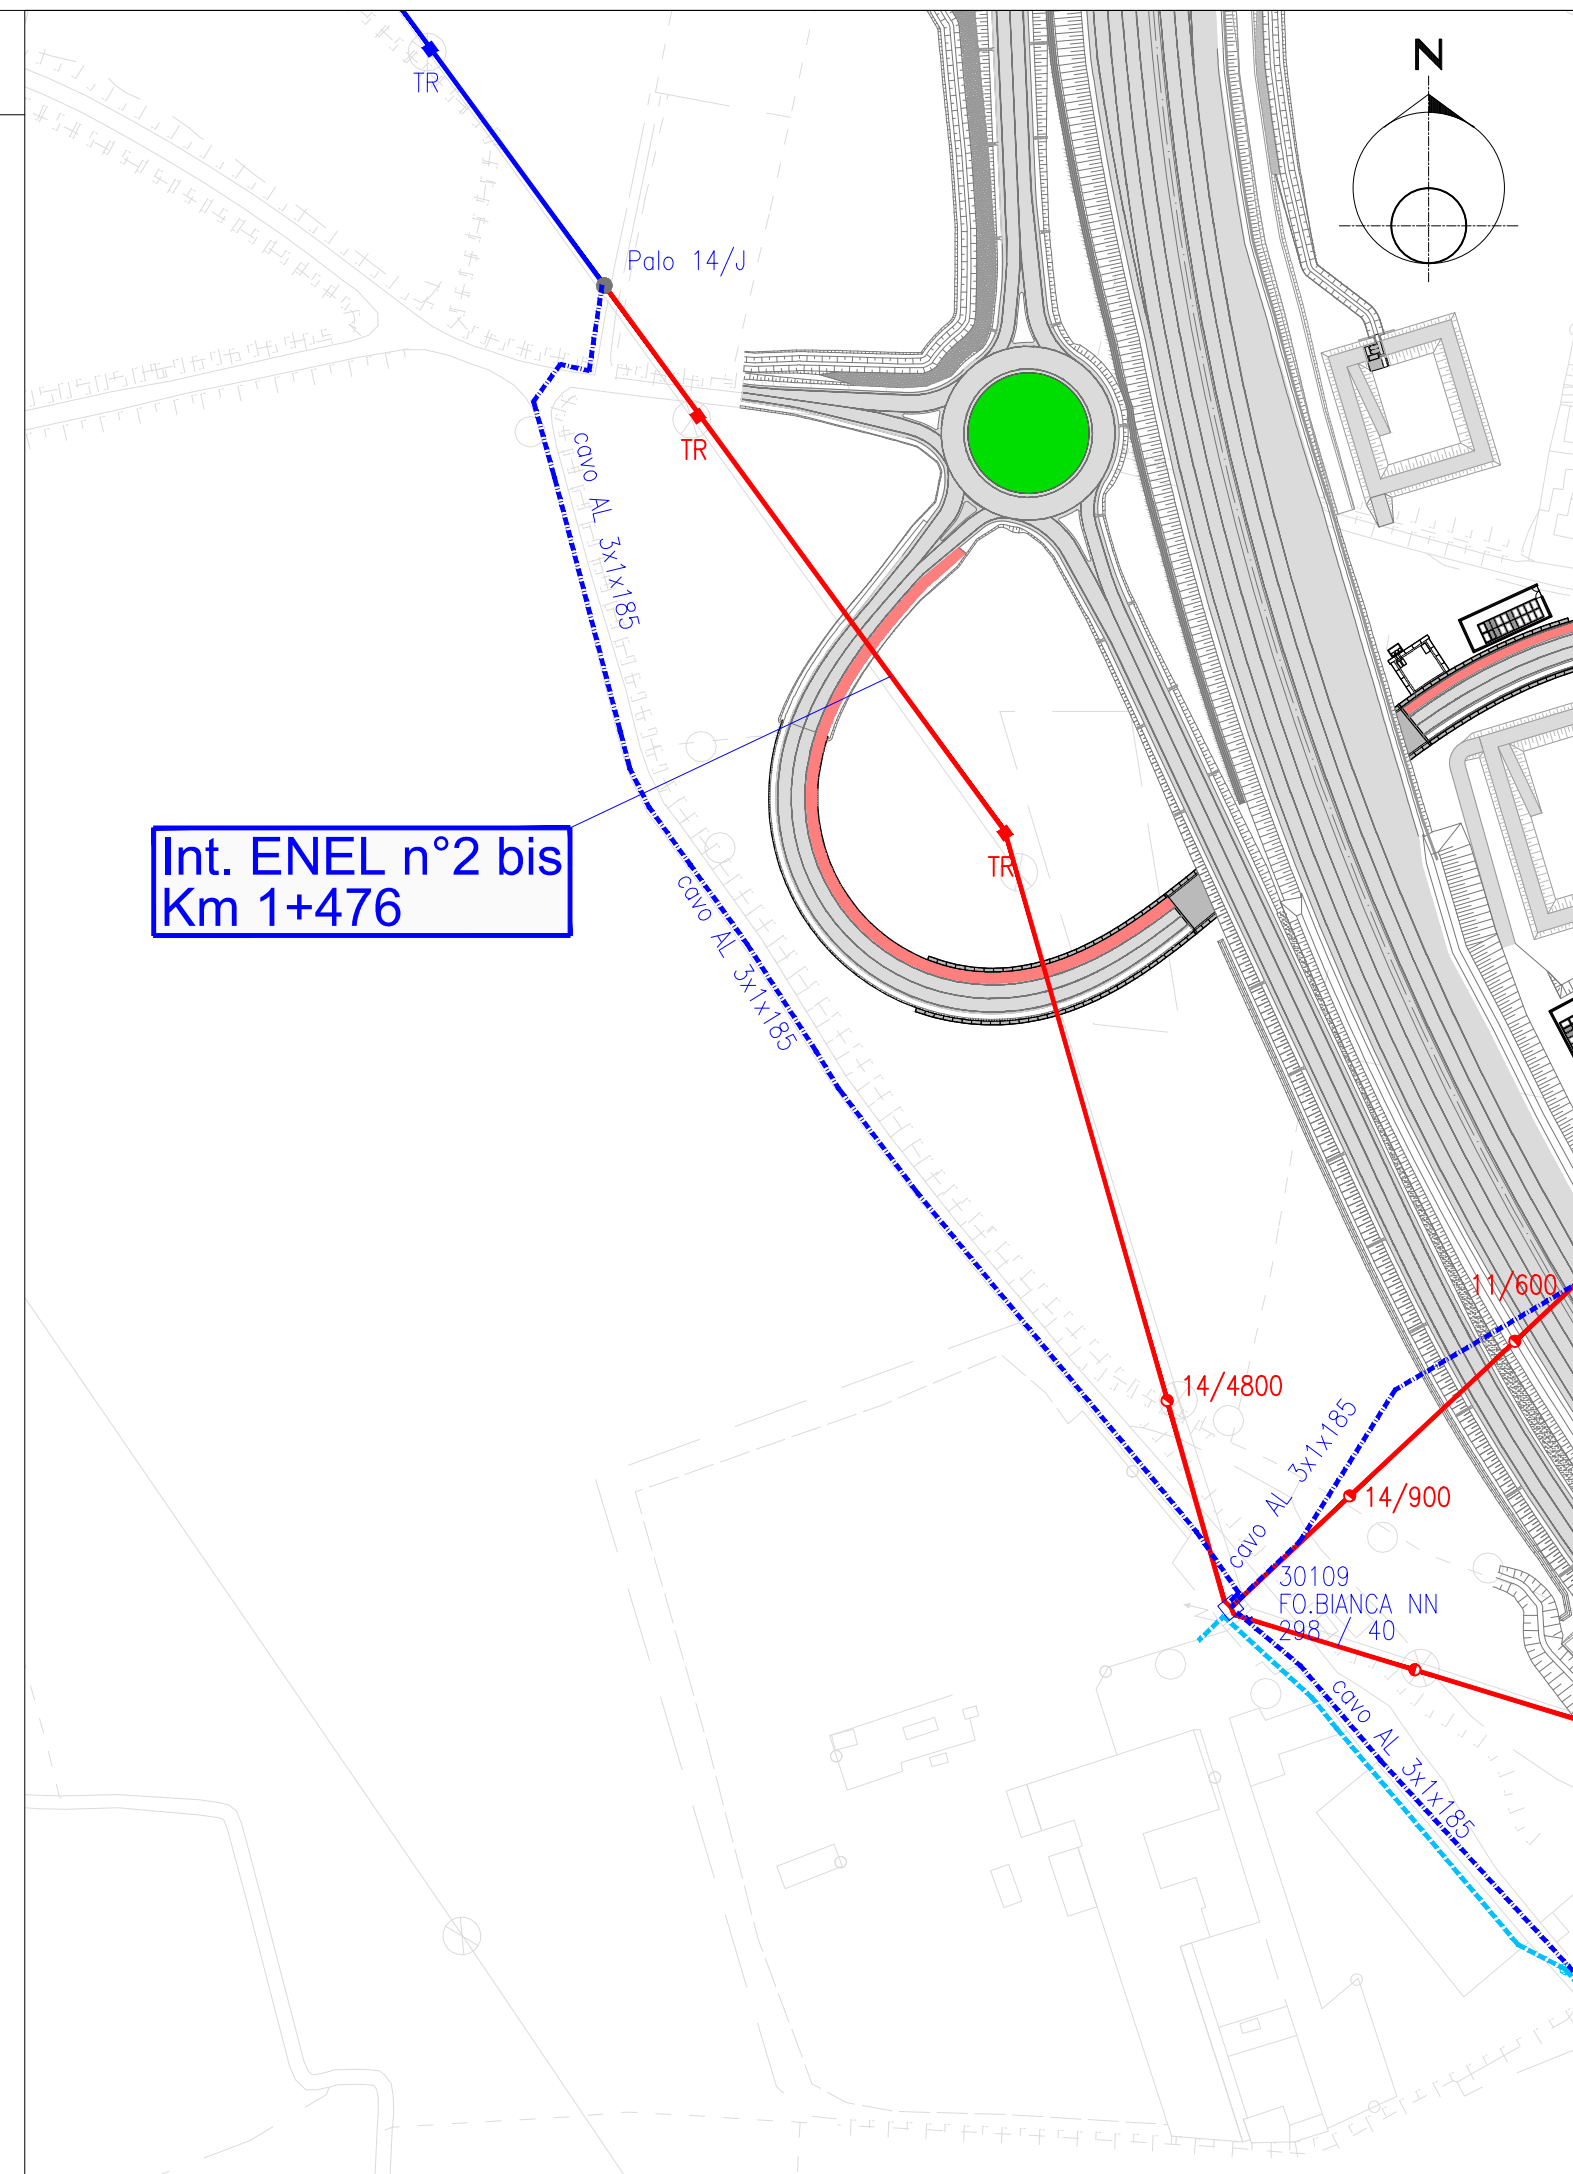 N
TR
Palo 14/J
TR
cavo AL 3x1x185
Int. ENEL n°2 bis
Km 1+476
TR
cavo AL 3x1x185
11/600
14/4800
cavo AL 3x1x185
14/900
30109
FO.BIANCA NN
298 / 40
cavo AL 3x1x185